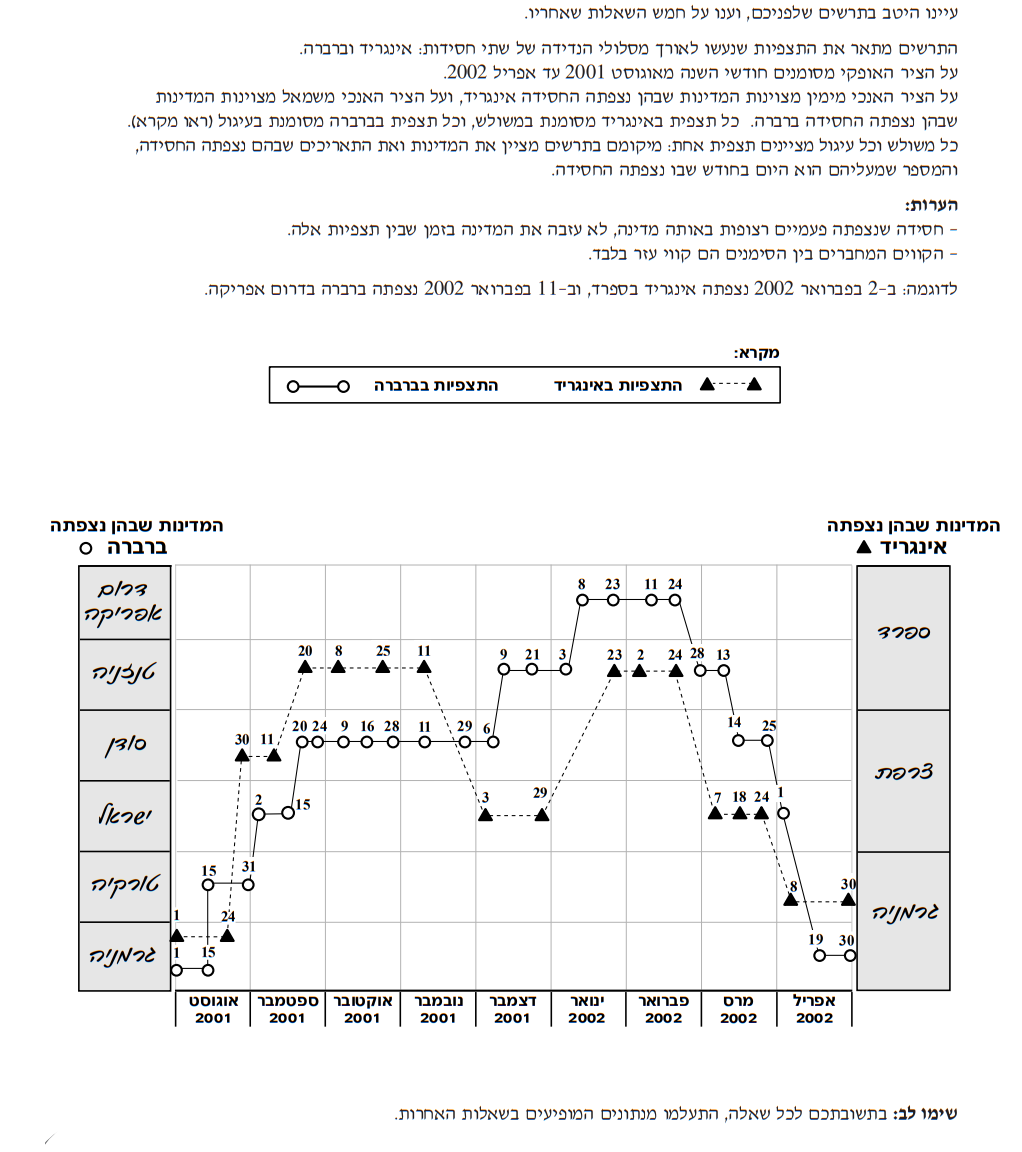 עיינו היטב בתרשים שלפניכם, וענו על חמש השאלות שאחריו.
התרשים מתאר את התצפיות שנעשו לאורך מסלולי הנדידה של שתי חסידות: אינגריד וברברה.
על הציר האופקי מסומנים חודשי השנה מאוגוסט 2001 עד אפריל 2002.
על הציר האנכי מימין מצוינות המדינות שבהן נצפתה החסידה אינגריד, ועל הציר האנכי משמאל מצוינות המדינות
שבהן נצפתה החסידה ברברה. כל תצפית באינגריד מסומנת במשולש, וכל תצפית בברברה מסומנת בעיגול (ראו מקרא).
כל משולש וכל עיגול מציינים תצפית אחת: מיקומם בתרשים מציין את המדינות ואת התאריכים שבהם נצפתה החסידה,
והמספר שמעליהם הוא היום בחודש שבו נצפתה החסידה.
הערות:
- חסידה שנצפתה פעמיים רצופות באותה מדינה, לא עזבה את המדינה בזמן שבין תצפיות אלה.
- הקווים המחברים בין הסימנים הם קווי עזר בלבד.
לדוגמה: ב-2 בפברואר 2002 נצפתה אינגריד בספרד, וב-11 בפברואר 2002 נצפתה ברברה בדרום אפריקה.
מקרא:
התצפיות באינגריד התצפיות בברברה
המדינות שבהן נצפתה
אינגריד
המדינות שבהן נצפתה
ברברה
ספרד
צרפת
גרמניה
דרום
אפריקה
טנזניה
סודן
ישראל
טורקיה
גרמניה
8 23 11 24
20 8 25 11 9 21 3 23 2 24 28 13
30 11 20 24 9 16 28 11 29 6 14 25
2 15 3 29 7 18 24 1
15 31 8 30
1 24
1 15 19 30
אוגוסט ספטמבר אוקטובר נובמבר דצמבר ינואר פברואר מרס אפריל
2001 2001 2001 2001 2001 2002 2002 2002 2002
שימו לב: בתשובתכם לכל שאלה, התעלמו מנתונים המופיעים בשאלות האחרות.